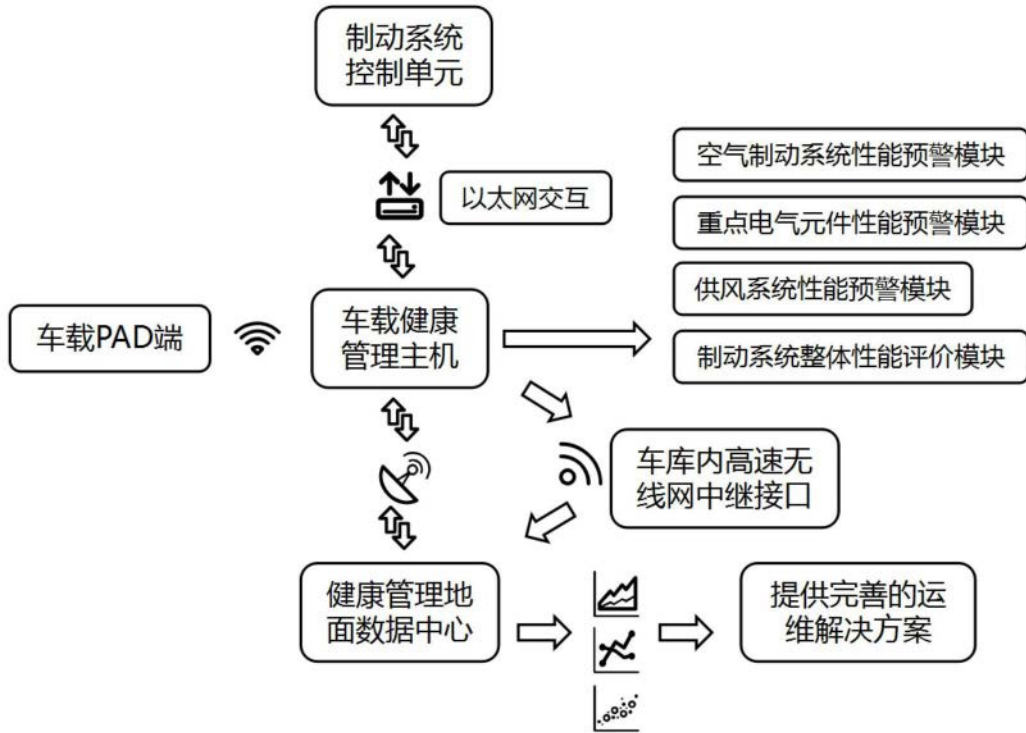 制动系统
控制单元
以太网交互
空气制动系统性能预警模块
重点电气元件性能预警模块
供风系统性能预警模块
制动系统整体性能评价模块
车载PAD端
车载健康
管理主机
车库内高速无
线网中继接口
健康管理地
面数据中心
提供完善的运
维解决方案